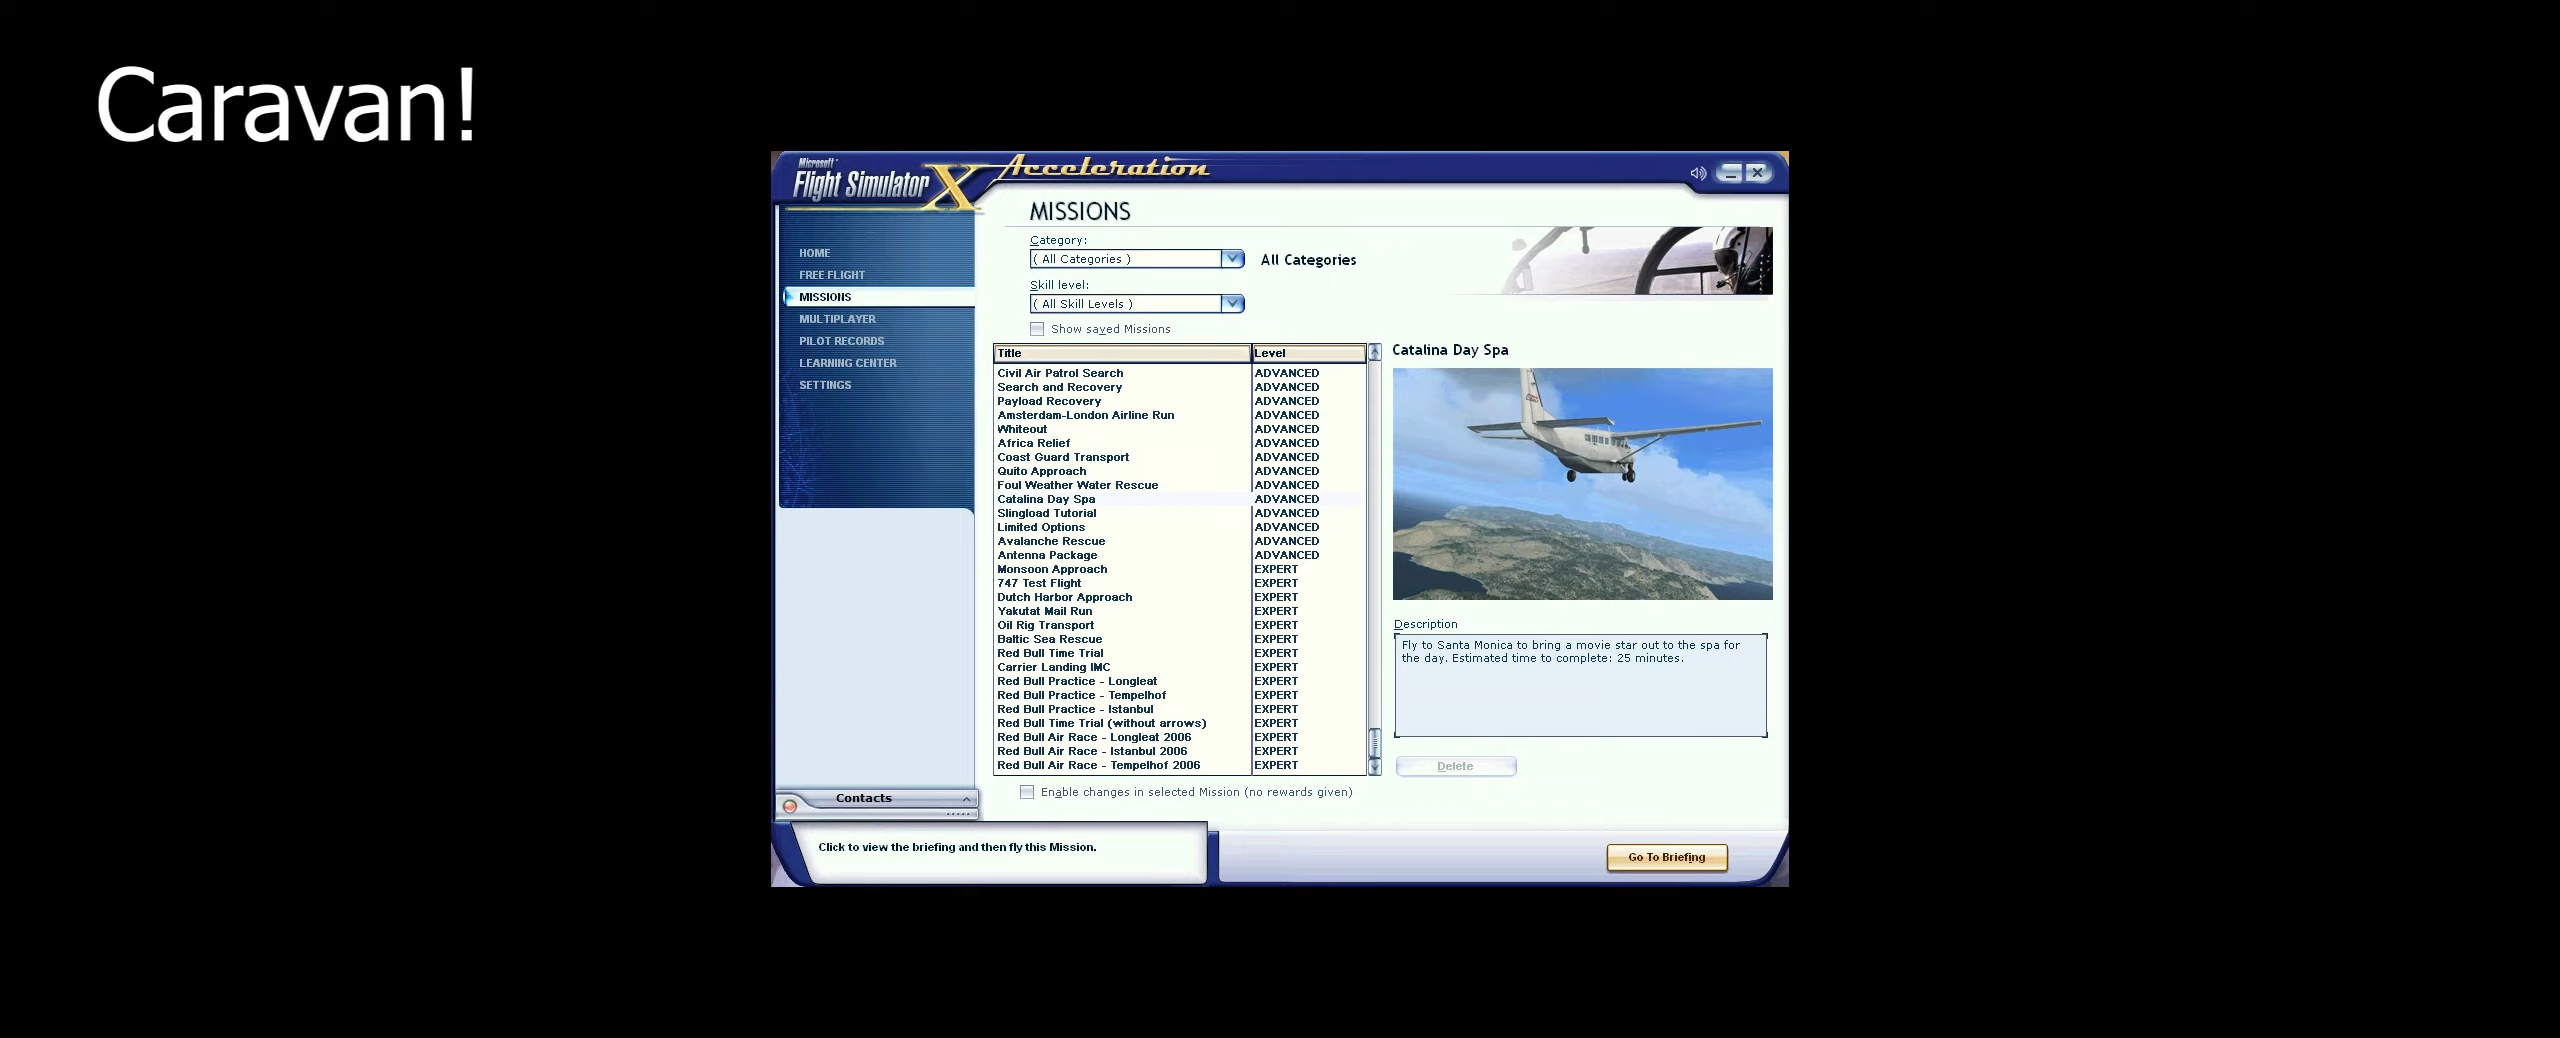 Caravan!
Microsoft
Flight Simulator X Acceleration
MISSIONS
HOME
FREE FLIGHT
MISSIONS
MULTIPLAYER
PILOT RECORDS
LEARNING CENTER
SETTINGS
Category:
( All Categories )
All Categories
Skill level:
( All Skill Levels )
Show saved Missions
Title Level
Civil Air Patrol Search ADVANCED
Search and Recovery ADVANCED
Payload Recovery ADVANCED
Amsterdam-London Airline Run ADVANCED
Whiteout ADVANCED
Africa Relief ADVANCED
Coast Guard Transport ADVANCED
Quito Approach ADVANCED
Foul Weather Water Rescue ADVANCED
Catalina Day Spa ADVANCED
Slingload Tutorial ADVANCED
Limited Options ADVANCED
Avalanche Rescue ADVANCED
Antenna Package ADVANCED
Monsoon Approach EXPERT
747 Test Flight EXPERT
Dutch Harbor Approach EXPERT
Yakutat Mail Run EXPERT
Oil Rig Transport EXPERT
Baltic Sea Rescue EXPERT
Red Bull Time Trial EXPERT
Carrier Landing IMC EXPERT
Red Bull Practice - Longleat EXPERT
Red Bull Practice - Tempelhof EXPERT
Red Bull Practice - Istanbul EXPERT
Red Bull Time Trial (without arrows) EXPERT
Red Bull Air Race - Longleat 2006 EXPERT
Red Bull Air Race - Istanbul 2006 EXPERT
Red Bull Air Race - Tempelhof 2006 EXPERT
Enable changes in selected Mission (no rewards given)
Catalina Day Spa
Description
Fly to Santa Monica to bring a movie star out to the spa for
the day. Estimated time to complete: 25 minutes.
Delete
Contacts
Click to view the briefing and then fly this Mission.
Go To Briefing